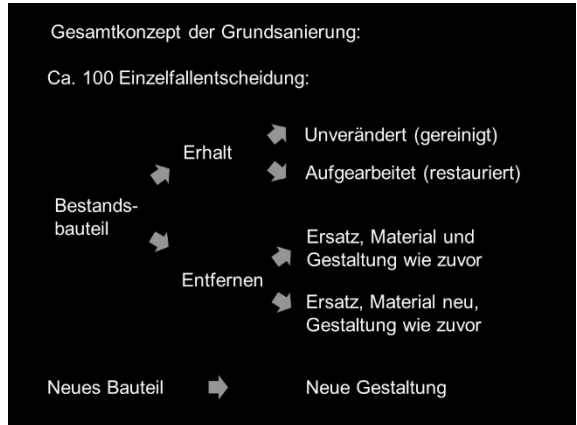 Gesamtkonzept der Grundsanierung:
Ca. 100 Einzelfallentscheidung:
Bestands-
bauteil
Erhalt
Unverändert (gereinigt)
Aufgearbeitet (restauriert)
Entfernen
Ersatz, Material und
Gestaltung wie zuvor
Ersatz, Material neu,
Gestaltung wie zuvor
Neues Bauteil
Neue Gestaltung